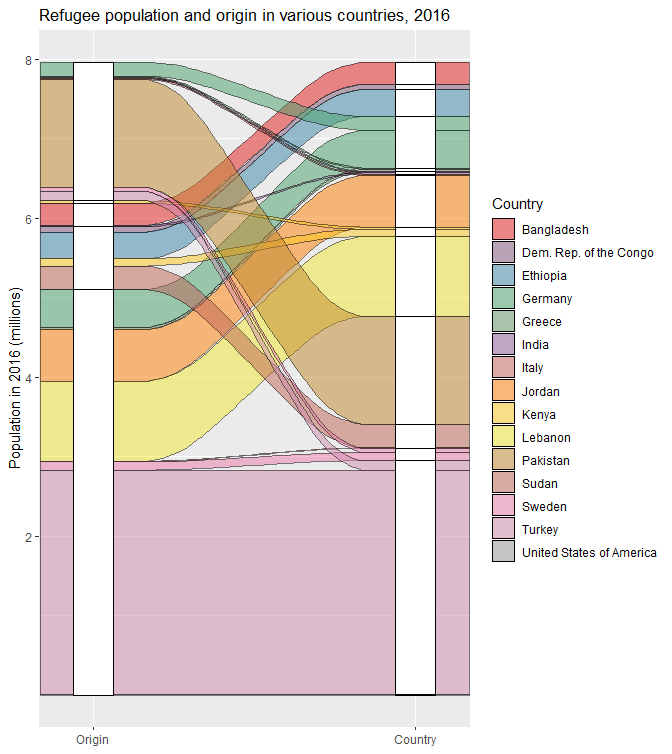 Refugee population and origin in various countries, 2016
Population in 2016 (millions)
8
6
4
2
Origin
Country
Country
Bangladesh
Dem. Rep. of the Congo
Ethiopia
Germany
Greece
India
Italy
Jordan
Kenya
Lebanon
Pakistan
Sudan
Sweden
Turkey
United States of America